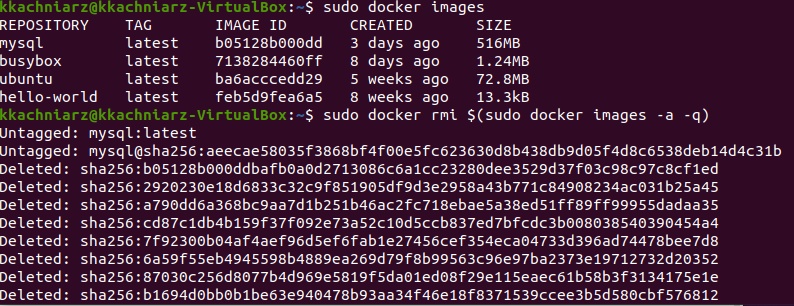 kkachniarz@kkachniarz-VirtualBox:~$ sudo docker images
REPOSITORY TAG IMAGE ID CREATED SIZE
mysql latest b05128b000dd 3 days ago 516MB
busybox latest 7138284460ff 8 days ago 1.24MB
ubuntu latest ba6acccedd29 5 weeks ago 72.8MB
hello-world latest feb5d9fea6a5 8 weeks ago 13.3kB
kkachniarz@kkachniarz-VirtualBox:~$ sudo docker rmi $(sudo docker images -a -q)
Untagged: mysql:latest
Untagged: mysql@sha256:aeecae58035f3868bf4f00e5fc623630d8b438db9d05f4d8c6538deb14d4c31b
Deleted: sha256:b05128b000ddbafb0a0d2713086c6a1cc23280dee3529d37f03c98c97c8cf1ed
Deleted: sha256:2920230e18d6833c32c9f851905df9d3e2958a43b771c84908234ac031b25a45
Deleted: sha256:a790dd6a368bc9aa7d1b251b46ac2fc718ebae5a38ed51ff89ff99955dadaa35
Deleted: sha256:cd87c1db4b159f37f092e73a52c10d5ccb837ed7bfcdc3b008038540390454a4
Deleted: sha256:7f92300b04af4aef96d5ef6fab1e27456cef354eca04733d396ad74478bee7d8
Deleted: sha256:6a59f55eb4945598b4889ea269d79f8b99563c96e97ba2373e19712732d20352
Deleted: sha256:87030c256d8077b4d969e5819f5da01ed08f29e115eaec61b58b3f3134175e1e
Deleted: sha256:b1694d0bb0b1be63e940478b93aa34f46e18f8371539ccee3b5d580cbf576812